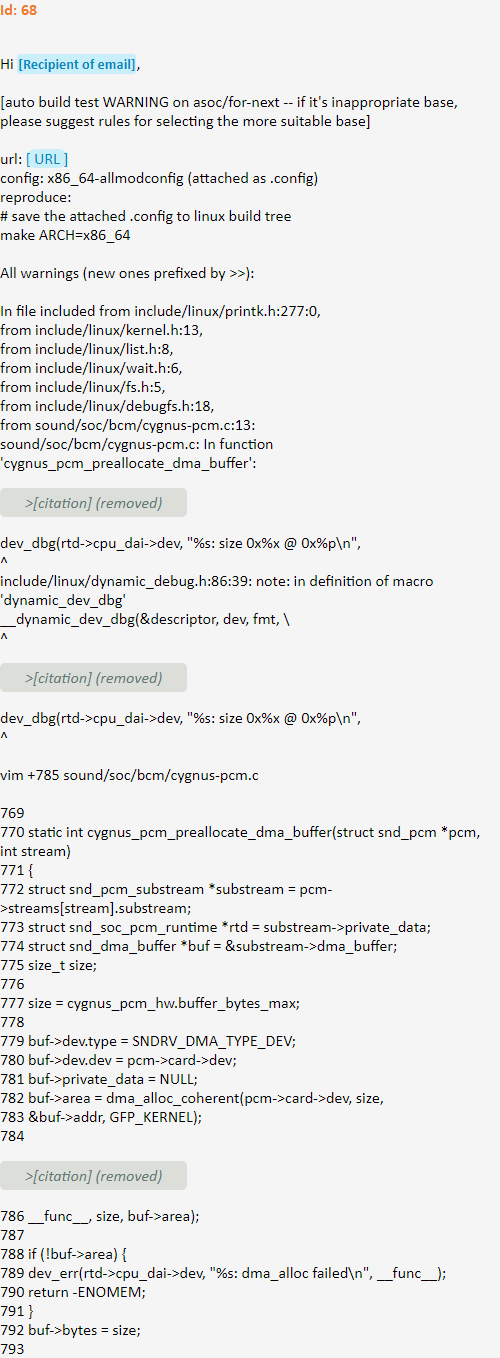 Id: 68
Hi [Recipient of email],
[auto build test WARNING on asoc/for-next -- if it's inappropriate base,
please suggest rules for selecting the more suitable base]
url: [ URL ]
config: x86_64-allmodconfig (attached as .config)
reproduce:
# save the attached .config to linux build tree
make ARCH=x86_64
All warnings (new ones prefixed by >>):
In file included from include/linux/printk.h:277:0,
from include/linux/kernel.h:13,
from include/linux/list.h:8,
from include/linux/wait.h:6,
from include/linux/fs.h:5,
from include/linux/debugfs.h:18,
from sound/soc/bcm/cygnus-pcm.c:13:
sound/soc/bcm/cygnus-pcm.c: In function
'cygnus_pcm_preallocate_dma_buffer':
>[citation] (removed)
dev_dbg(rtd->cpu_dai->dev, "%s: size 0x%x @ 0x%p\n",
^
include/linux/dynamic_debug.h:86:39: note: in definition of macro
'dynamic_dev_dbg'
__dynamic_dev_dbg(&descriptor, dev, fmt, \
^
>[citation] (removed)
dev_dbg(rtd->cpu_dai->dev, "%s: size 0x%x @ 0x%p\n",
^
vim +785 sound/soc/bcm/cygnus-pcm.c
769
770 static int cygnus_pcm_preallocate_dma_buffer(struct snd_pcm *pcm,
int stream)
771 {
772 struct snd_pcm_substream *substream = pcm-
>streams[stream].substream;
773 struct snd_soc_pcm_runtime *rtd = substream->private_data;
774 struct snd_dma_buffer *buf = &substream->dma_buffer;
775 size_t size;
776
777 size = cygnus_pcm_hw.buffer_bytes_max;
778
779 buf->dev.type = SNDRV_DMA_TYPE_DEV;
780 buf->dev.dev = pcm->card->dev;
781 buf->private_data = NULL;
782 buf->area = dma_alloc_coherent(pcm->card->dev, size,
783 &buf->addr, GFP_KERNEL);
784
>[citation] (removed)
786 __func__, size, buf->area);
787
788 if (!buf->area) {
789 dev_err(rtd->cpu_dai->dev, "%s: dma_alloc failed\n", __func__);
790 return -ENOMEM;
791 }
792 buf->bytes = size;
793